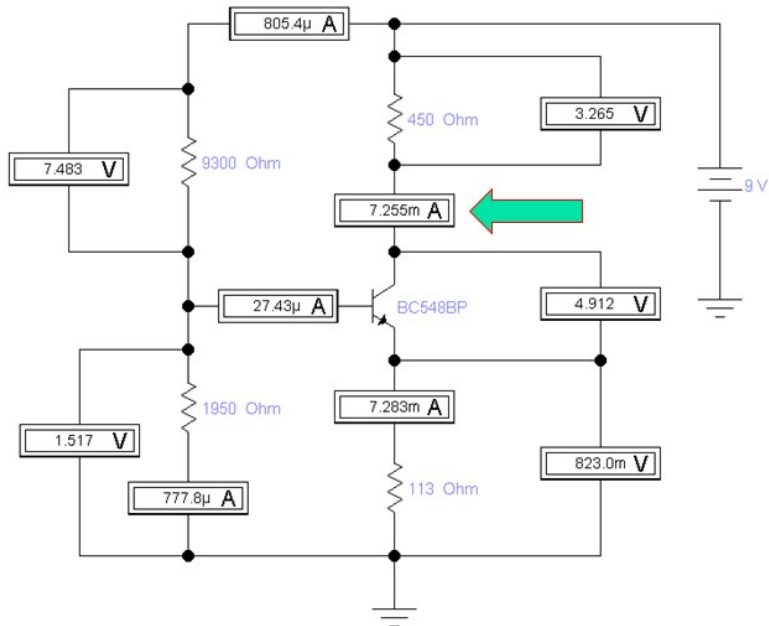 805.4µ A
450 Ohm
3.265 V
7.483 V
9300 Ohm
9 V
7.255m A
27.43µ A
BC548BP
4.912 V
1950 Ohm
7.283m A
1.517 V
823.0m V
777.8µ A
113 Ohm